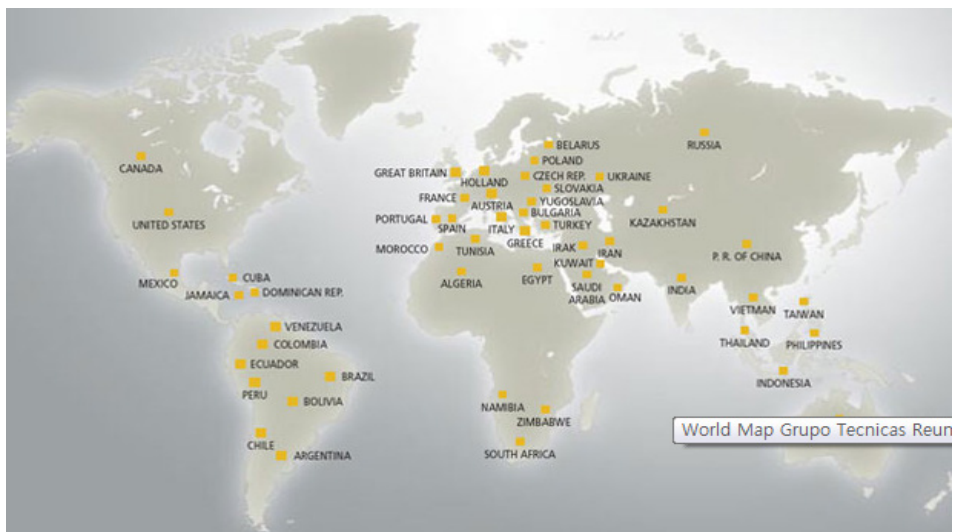 BELARUS
RUSSIA
POLAND
CANADA
GREAT BRITAIN
HOLLAND
CZECH REP.
UKRAINE
SLOVAKIA
FRANCE
AUSTRIA
YUGOSLAVIA
BULGARIA
PORTUGAL
SPAIN
ITALY
TURKEY
UNITED STATES
KAZAKHSTAN
GREECE
MOROCCO
TUNISIA
IRAK
IRAN
P. R. OF CHINA
KUWAIT
MEXICO
CUBA
ALGERIA
EGYPT
SAUDI
ARABIA
OMAN
INDIA
JAMAICA
DOMINICAN REP.
VIETMAN
TAIWAN
VENEZUELA
COLOMBIA
THAILAND
PHILIPPINES
ECUADOR
BRAZIL
INDONESIA
PERU
BOLIVIA
NAMIBIA
ZIMBABWE
CHILE
ARGENTINA
SOUTH AFRICA
World Map Grupo Tecnicas Reun